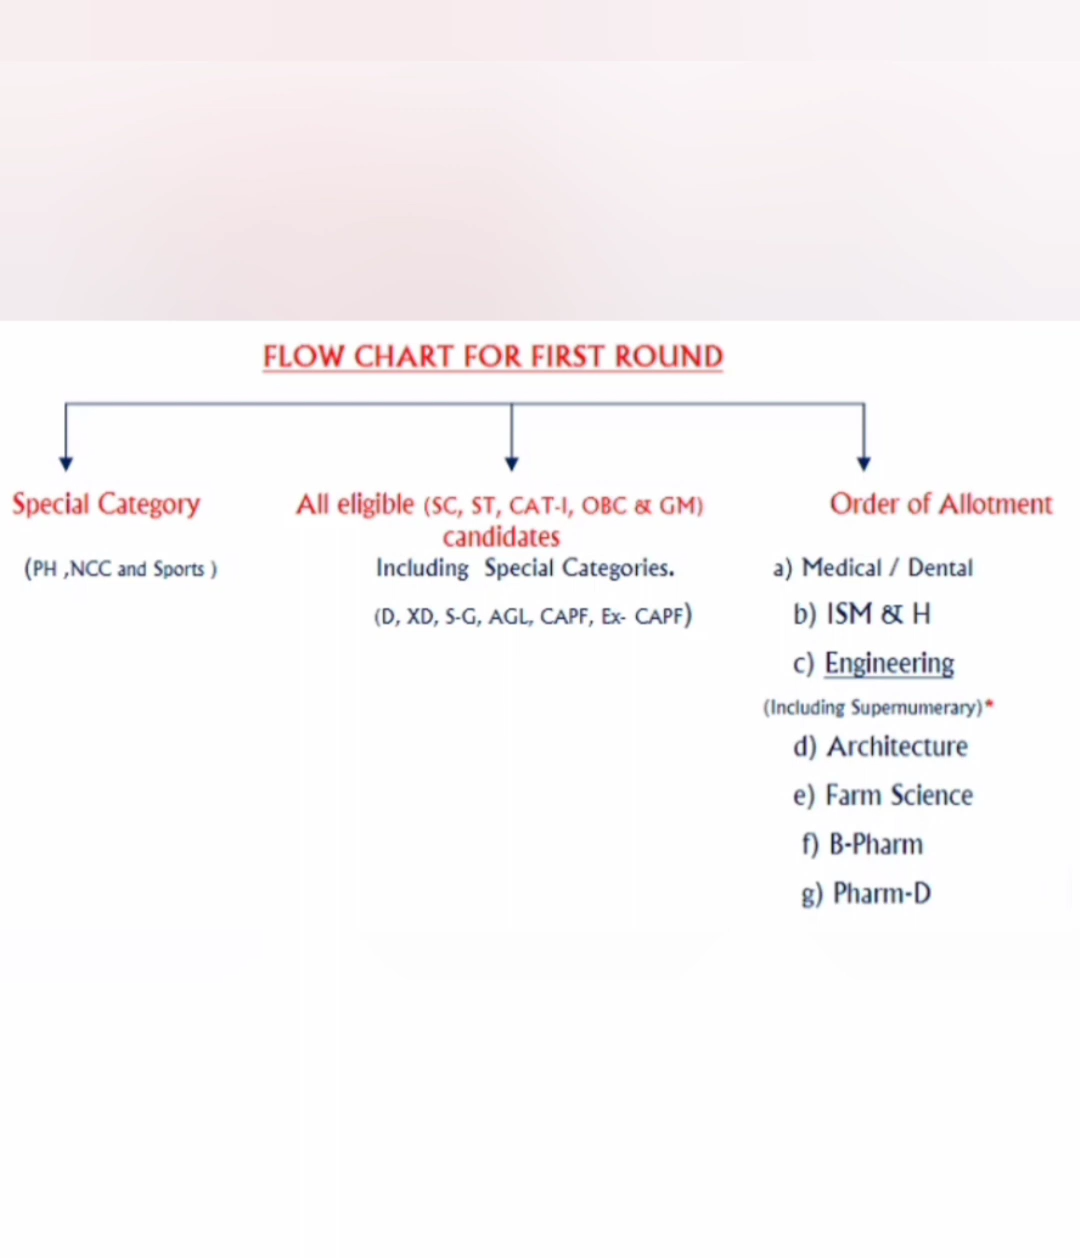 FLOW CHART FOR FIRST ROUND
Special Category
(PH ,NCC and Sports )
All eligible (SC, ST, CAT-I, OBC & GM)
candidates
Including Special Categories.
(D, XD, S-G, AGL, CAPF, Ex- CAPF)
Order of Allotment
a) Medical / Dental
b) ISM & H
c) Engineering
(Including Supernumerary)*
d) Architecture
e) Farm Science
f) B-Pharm
g) Pharm-D